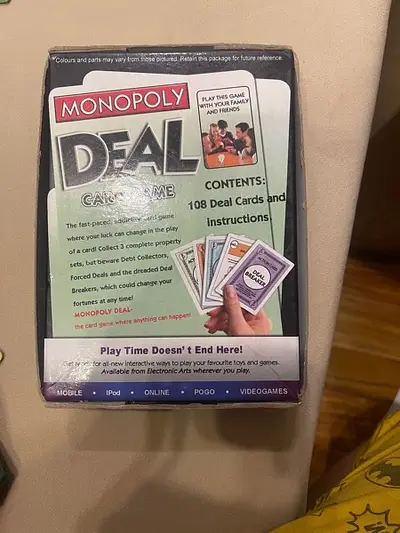 *Colours and parts may vary from those pictured. Retain this package for future reference.
MONOPOLY
DEAL
CARD GAME
PLAY THIS GAME
WITH YOUR FAMILY
AND FRIENDS
CONTENTS:
108 Deal Cards and
instructions.
The fast-paced, addictive card game
where your luck can change in the play
of a card! Collect 3 complete property
sets, but beware Debt Collectors,
Forced Deals and the dreaded Deal
Breakers, which could change your
fortunes at any time!
MONOPOLY DEAL-
the card game where anything can happen!
DEAL
BREAKER
Play Time Doesn't End Here!
Get ready for all-new interactive ways to play your favourite toys and games.
Available from Electronic Arts wherever you play.
MOBILE • iPod • ONLINE • POGO • VIDEOGAMES